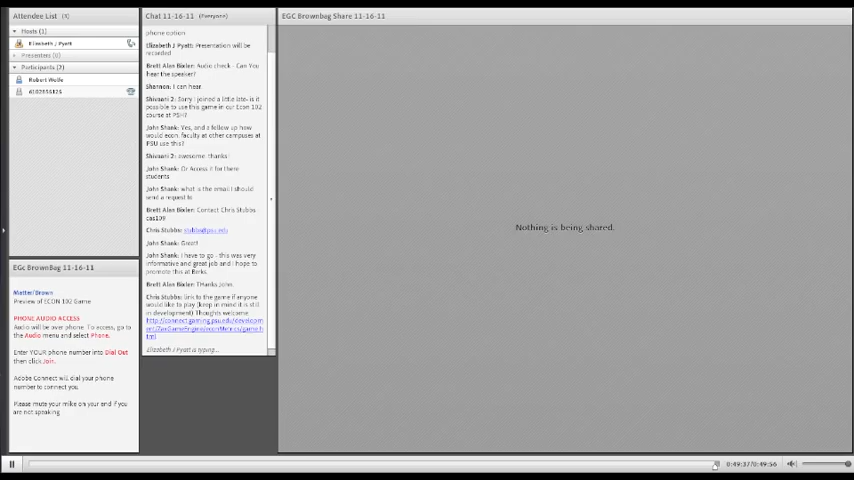 Attendee List (3)
Hosts (1)
Elizabeth J Pyatt
Presenters (0)
Participants (2)
Robert Wolfe
6102856125
EGc BrownBag 11-16-11
Matter/Brown
Preview of ECON 102 Game
PHONE AUDIO ACCESS
Audio will be over phone. To access, go to
the Audio menu and select Phone.
Enter YOUR phone number into Dial Out
then click Join.
Adobe Connect will dial your phone
number to connect you
Please mute your mike on your end if you
are not speaking
Chat 11-16-11 (Everyone)
phone option
Elizabeth J Pyatt: Presentation will be
recorded
Brett Alan Bixler: Audio check - Can You
hear the speaker?
Shannon: I can hear.
Shivaani 2: Sorry I joined a little late- is it
possible to use this game in our Econ 102
course at PSH?
John Shank: Yes, and a follow up how
would econ. faculty at other campuses at
PSU use this?
Shivaani 2: awesome. thanks!
John Shank: Or Access it for there
students
John Shank: what is the email I should
send a request to
Brett Alan Bixler: Contact Chris Stubbs -
cas109
Chris Stubbs: stubbs@psu.edu
John Shank: Great!
John Shank: I have to go - this was very
informative and great job and I hope to
promote this at Berks.
Brett Alan Bixler: THanks John.
Chris Stubbs: link to the game if anyone
would like to play (keep in mind it is still
in development) Thoughts welcome:
http://connect.gaming.psu.edu/developm
html
Elizabeth J Pyatt is typing...
EGC Brownbag Share 11-16-11
Nothing is being shared.
0:49:37/0:49:56